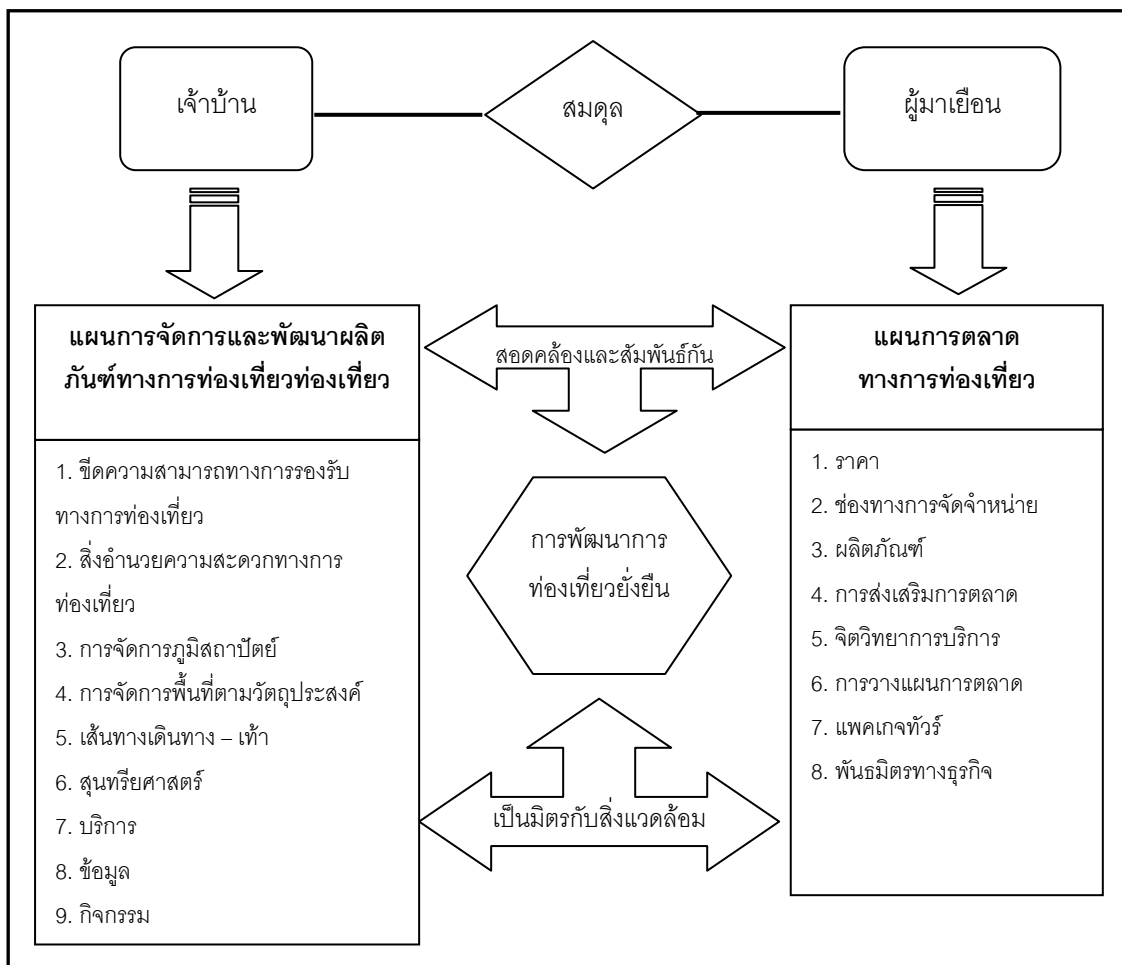 เจ้าบ้าน
สมดุล
ผู้มาเยือน
แผนการจัดการและพัฒนาผลิต
ภันฑ์ทางการท่องเที่ยวท่องเที่ยว
สอดคล้องและสัมพันธ์กัน
แผนการตลาด
ทางการท่องเที่ยว
1. ขีดความสามารถทางการรองรับ
ทางการท่องเที่ยว
2. สิ่งอำนวยความสะดวกทางการ
ท่องเที่ยว
3. การจัดการภูมิสถาปัตย์
4. การจัดการพื้นที่ตามวัตถุประสงค์
5. เส้นทางเดินทาง – เท้า
6. สุนทรียศาสตร์
7. บริการ
8. ข้อมูล
9. กิจกรรม
การพัฒนาการ
ท่องเที่ยวยั่งยืน
เป็นมิตรกับสิ่งแวดล้อม
1. ราคา
2. ช่องทางการจัดจำหน่าย
3. ผลิตภัณฑ์
4. การส่งเสริมการตลาด
5. จิตวิทยาการบริการ
6. การวางแผนการตลาด
7. แพคเกจทัวร์
8. พันธมิตรทางธุรกิจ